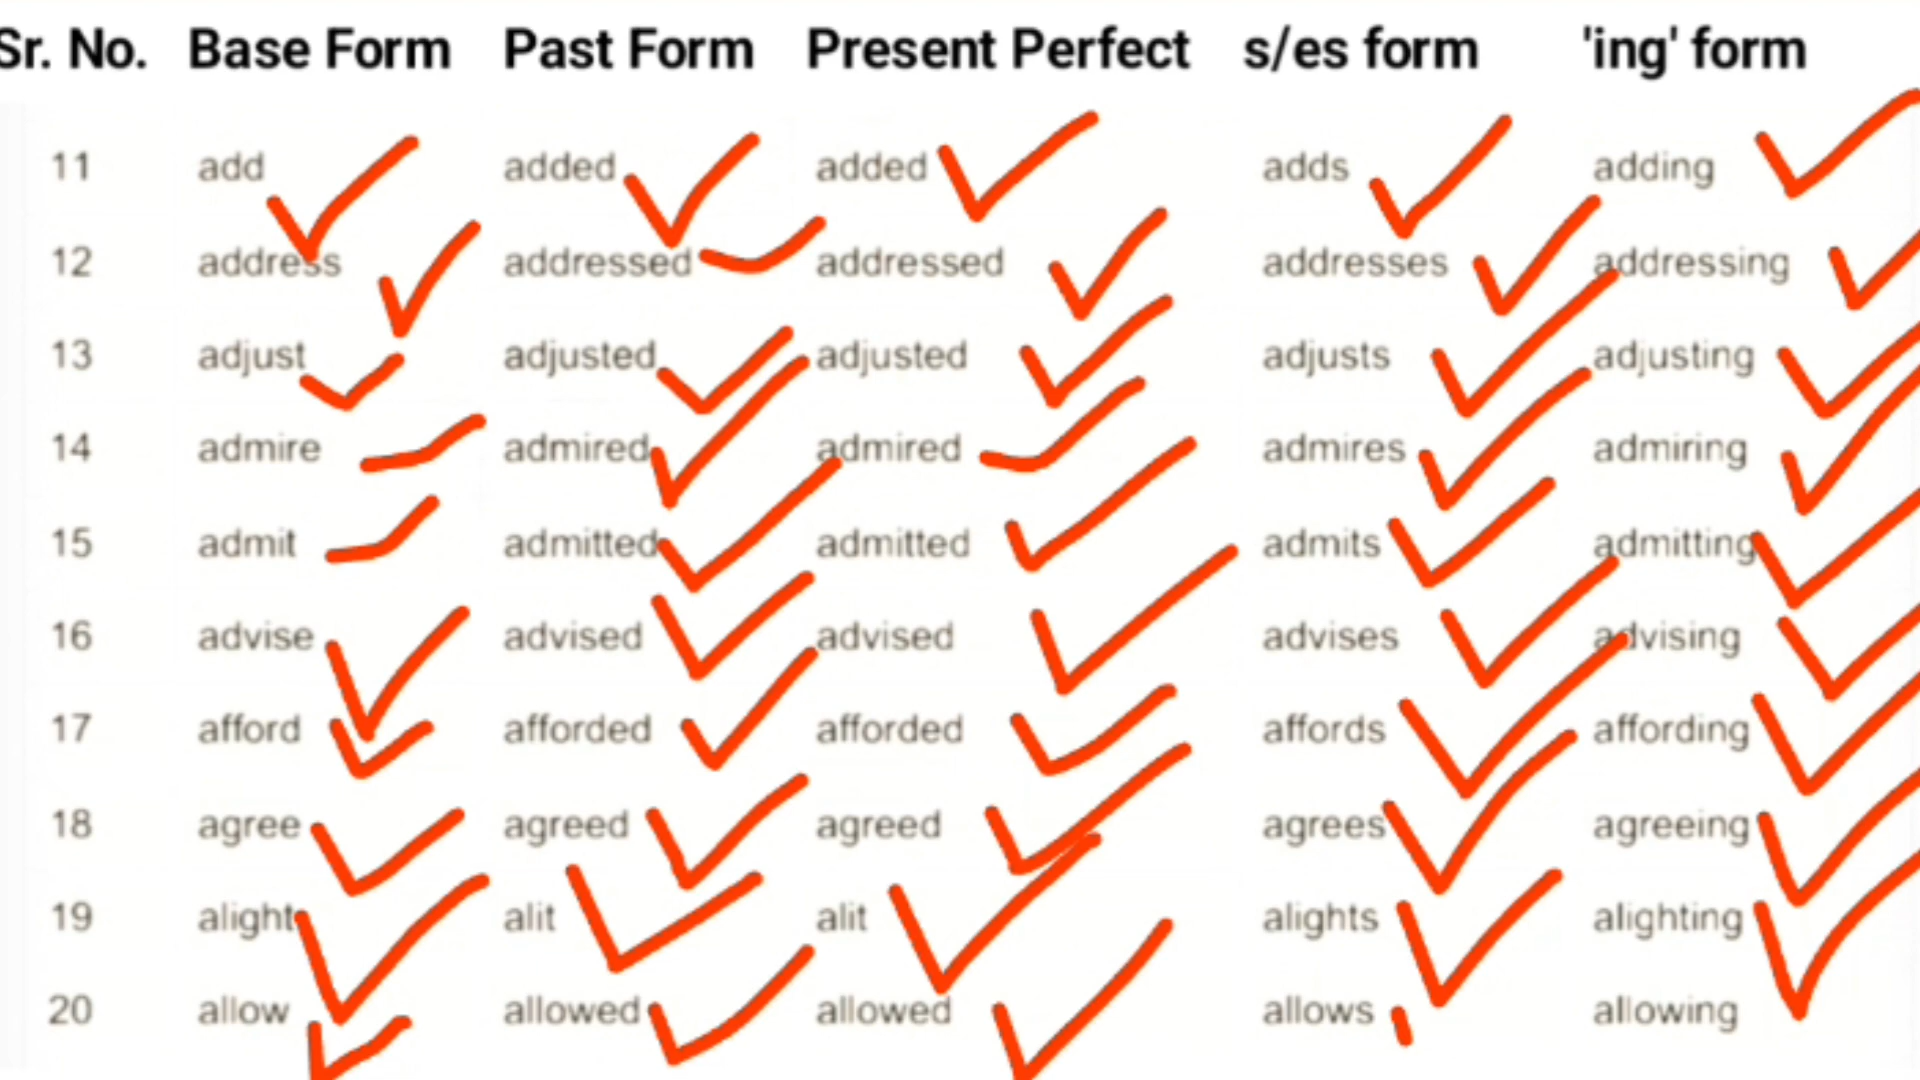 Sr. No. Base Form Past Form Present Perfect s/es form 'ing' form
11 add added added adds adding
12 address addressed addressed addresses addressing
13 adjust adjusted adjusted adjusts adjusting
14 admire admired admired admires admiring
15 admit admitted admitted admits admitting
16 advise advised advised advises advising
17 afford afforded afforded affords affording
18 agree agreed agreed agrees agreeing
19 alight alit alit alights alighting
20 allow allowed allowed allows allowing